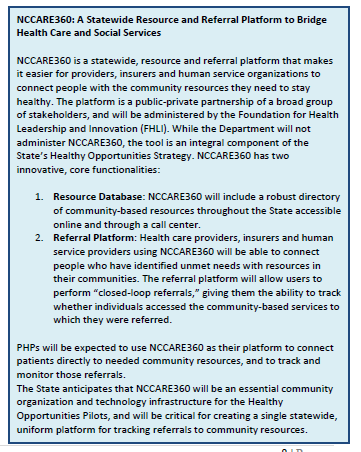 NCCARE360: A Statewide Resource and Referral Platform to Bridge
Health Care and Social Services
NCCARE360 is a statewide, resource and referral platform that makes
it easier for providers, insurers and human service organizations to
connect people with the community resources they need to stay
healthy. The platform is a public-private partnership of a broad group
of stakeholders, and will be administered by the Foundation for Health
Leadership and Innovation (FHLI). While the Department will not
administer NCCARE360, the tool is an integral component of the
State's Healthy Opportunities Strategy. NCCARE360 has two
innovative, core functionalities:
1. Resource Database: NCCARE360 will include a robust directory
of community-based resources throughout the State accessible
online and through a call center.
2. Referral Platform: Health care providers, insurers and human
service providers using NCCARE360 will be able to connect
people who have identified unmet needs with resources in
their communities. The referral platform will allow users to
perform "closed-loop referrals," giving them the ability to track
whether individuals accessed the community-based services to
which they were referred.
PHPs will be expected to use NCCARE360 as their platform to connect
patients directly to needed community resources, and to track and
monitor those referrals.
The State anticipates that NCCARE360 will be an essential community
organization and technology infrastructure for the Healthy
Opportunities Pilots, and will be critical for creating a single statewide,
uniform platform for tracking referrals to community resources.